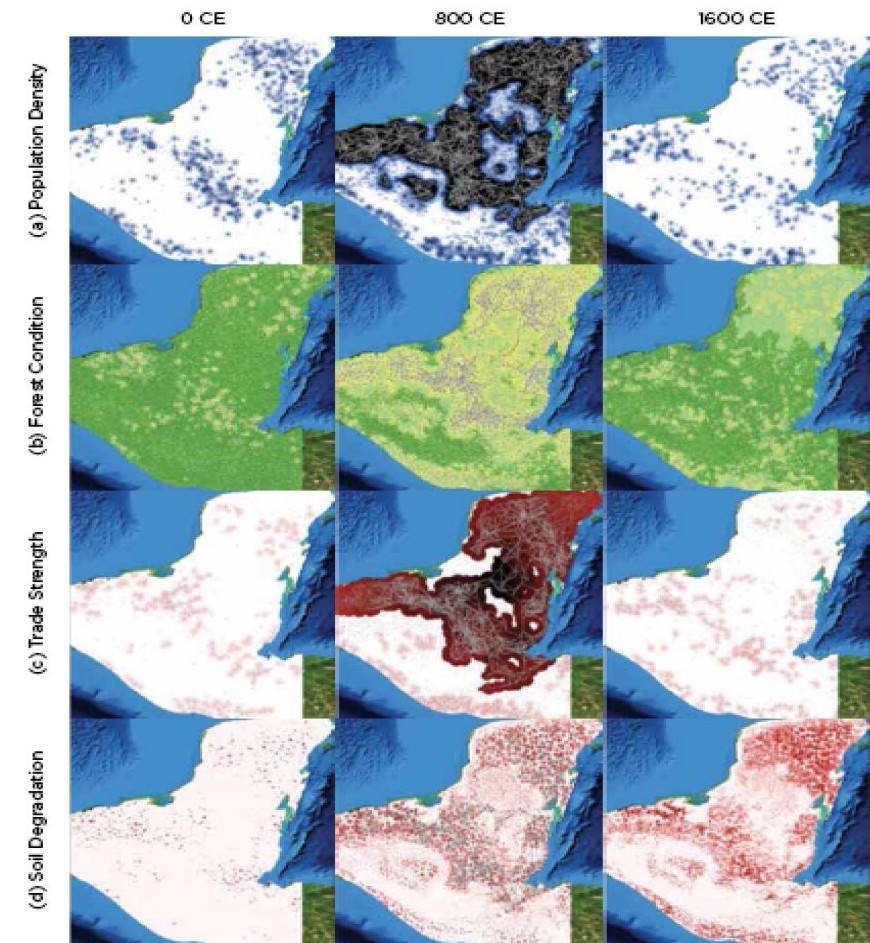 0 CE
800 CE
1600 CE
(a) Population Density
(b) Forest Condition
(c) Trade Strength
(d) Soil Degradation